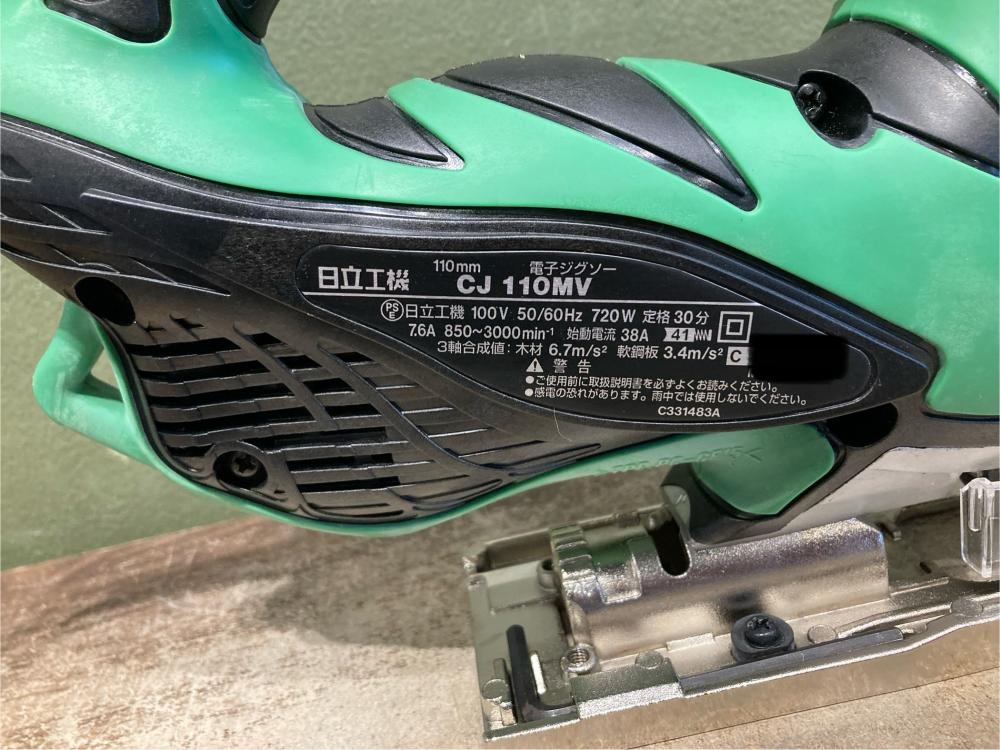 110mm 電子ジグソー
日立工機 CJ 110MV
PS E 日立工機 100V 50/60Hz 720W 定格30分
7.6A 850~3000min⁻¹ 始動電流 38A 41
3軸合成値: 木材 6.7m/s² 軟鋼板 3.4m/s² C
警告
●ご使用前に取扱説明書を必ずよくお読みください。
●感電の恐れがあります。雨中では使用しないでください。
C331483A